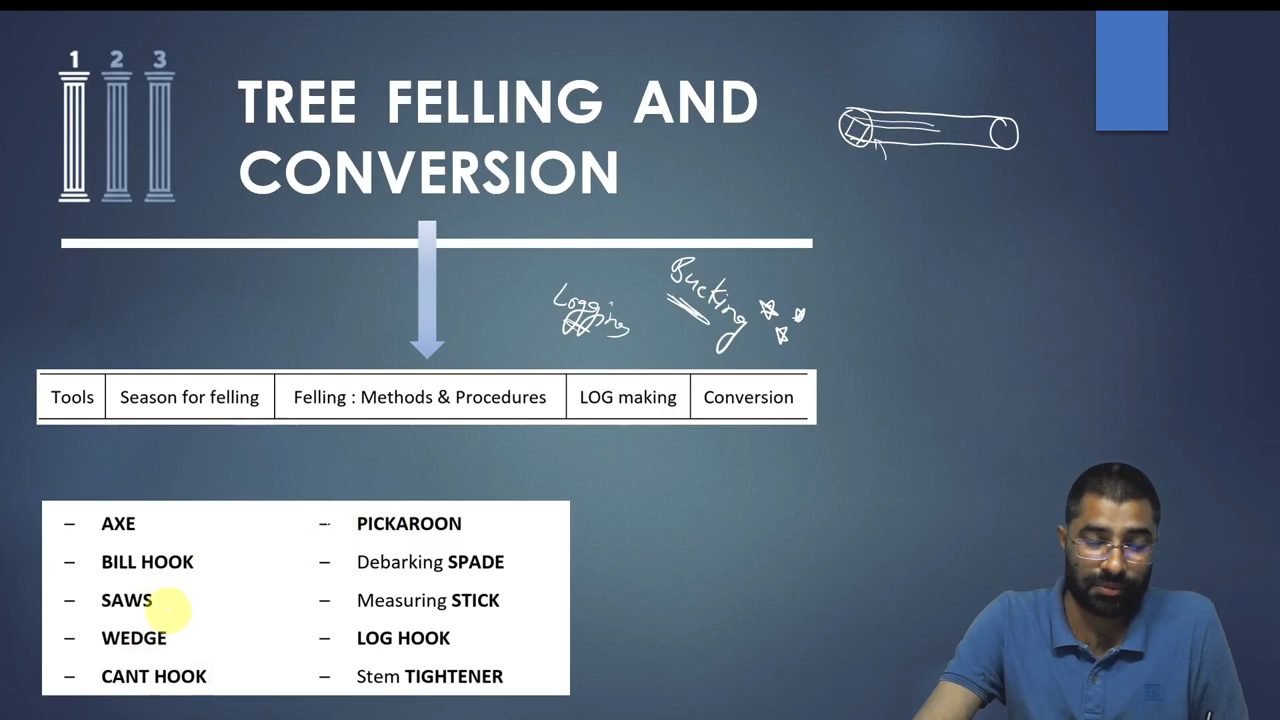 1 2 3
TREE FELLING AND
CONVERSION
Logging
Bucking
Tools Season for felling Felling : Methods & Procedures LOG making Conversion
– AXE
– BILL HOOK
– SAWS
– WEDGE
– CANT HOOK
– PICKAROON
– Debarking SPADE
– Measuring STICK
– LOG HOOK
– Stem TIGHTENER